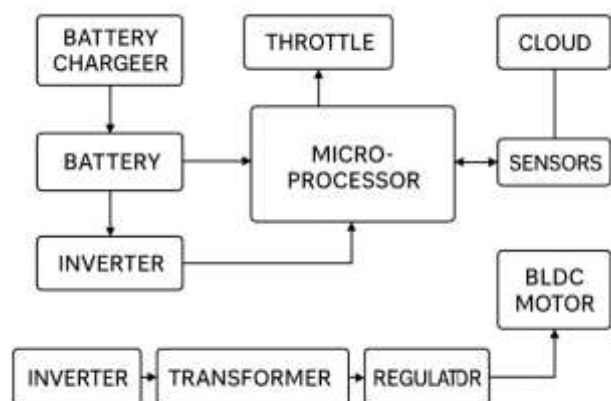 BATTERY
CHARGEER
THROTTLE
CLOUD
BATTERY
MICRO-
PROCESSOR
SENSORS
INVERTER
BLDC
MOTOR
INVERTER
TRANSFORMER
REGULATDR